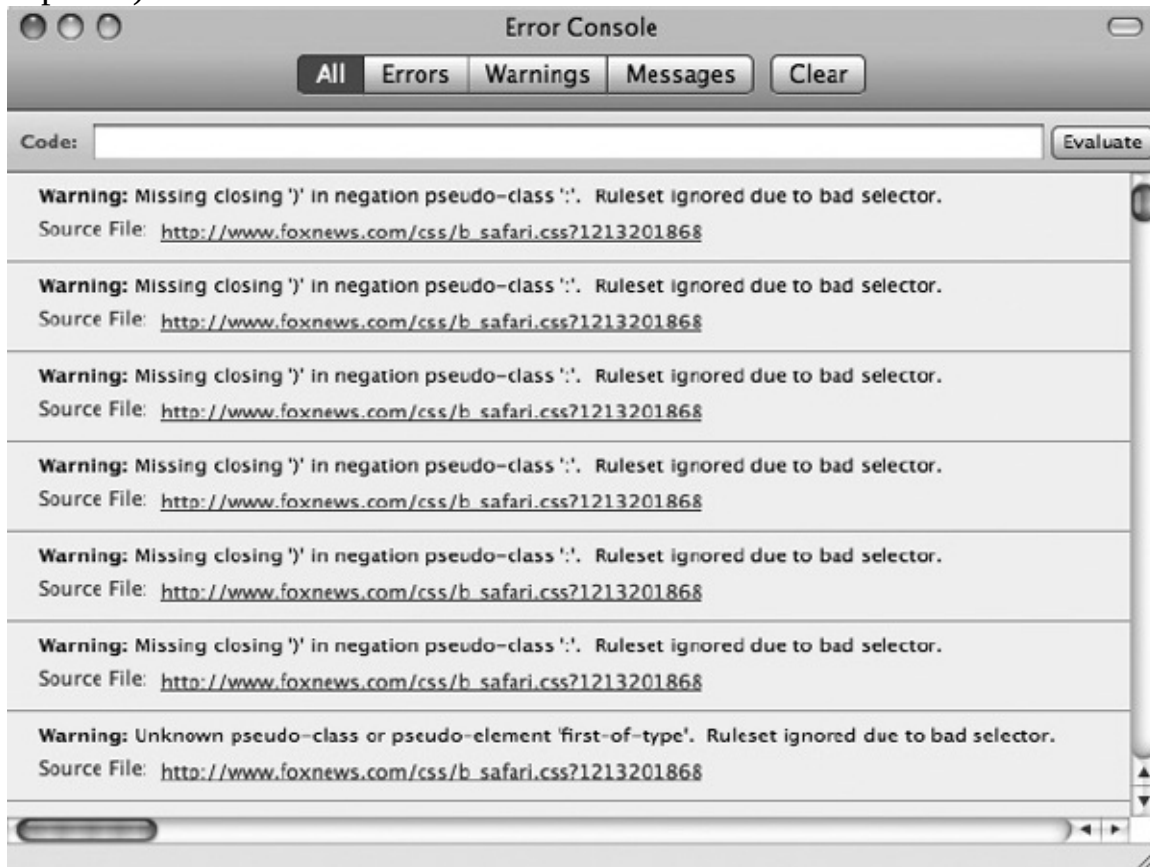 Error Console
All Errors Warnings Messages Clear
Code: Evaluate
Warning: Missing closing ')' in negation pseudo-class ':'. Ruleset ignored due to bad selector.
Source File: http://www.foxnews.com/css/b_safari.css?1213201868
Warning: Missing closing ')' in negation pseudo-class ':'. Ruleset ignored due to bad selector.
Source File: http://www.foxnews.com/css/b_safari.css?1213201868
Warning: Missing closing ')' in negation pseudo-class ':'. Ruleset ignored due to bad selector.
Source File: http://www.foxnews.com/css/b_safari.css?1213201868
Warning: Missing closing ')' in negation pseudo-class ':'. Ruleset ignored due to bad selector.
Source File: http://www.foxnews.com/css/b_safari.css?1213201868
Warning: Missing closing ')' in negation pseudo-class ':'. Ruleset ignored due to bad selector.
Source File: http://www.foxnews.com/css/b_safari.css?1213201868
Warning: Missing closing ')' in negation pseudo-class ':'. Ruleset ignored due to bad selector.
Source File: http://www.foxnews.com/css/b_safari.css?1213201868
Warning: Unknown pseudo-class or pseudo-element 'first-of-type'. Ruleset ignored due to bad selector.
Source File: http://www.foxnews.com/css/b_safari.css?1213201868